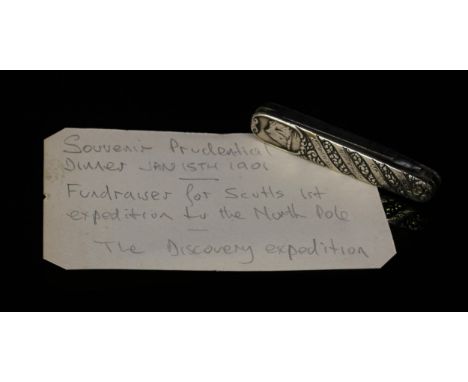 Souvenir Prudential
Dinner JAN 15TH 1901
Fundraiser for Scotts 1st
expedition to the North Pole
The Discovery expedition